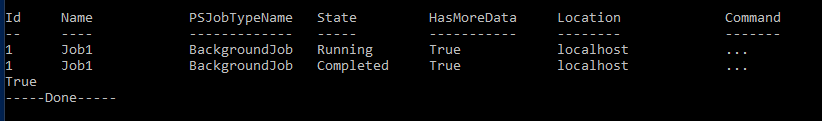 Id Name PSJobTypeName State HasMoreData Location Command
-- ---- ------------- ----- ----------- -------- -------
1 Job1 BackgroundJob Running True localhost ...
1 Job1 BackgroundJob Completed True localhost ...
True
-----Done-----